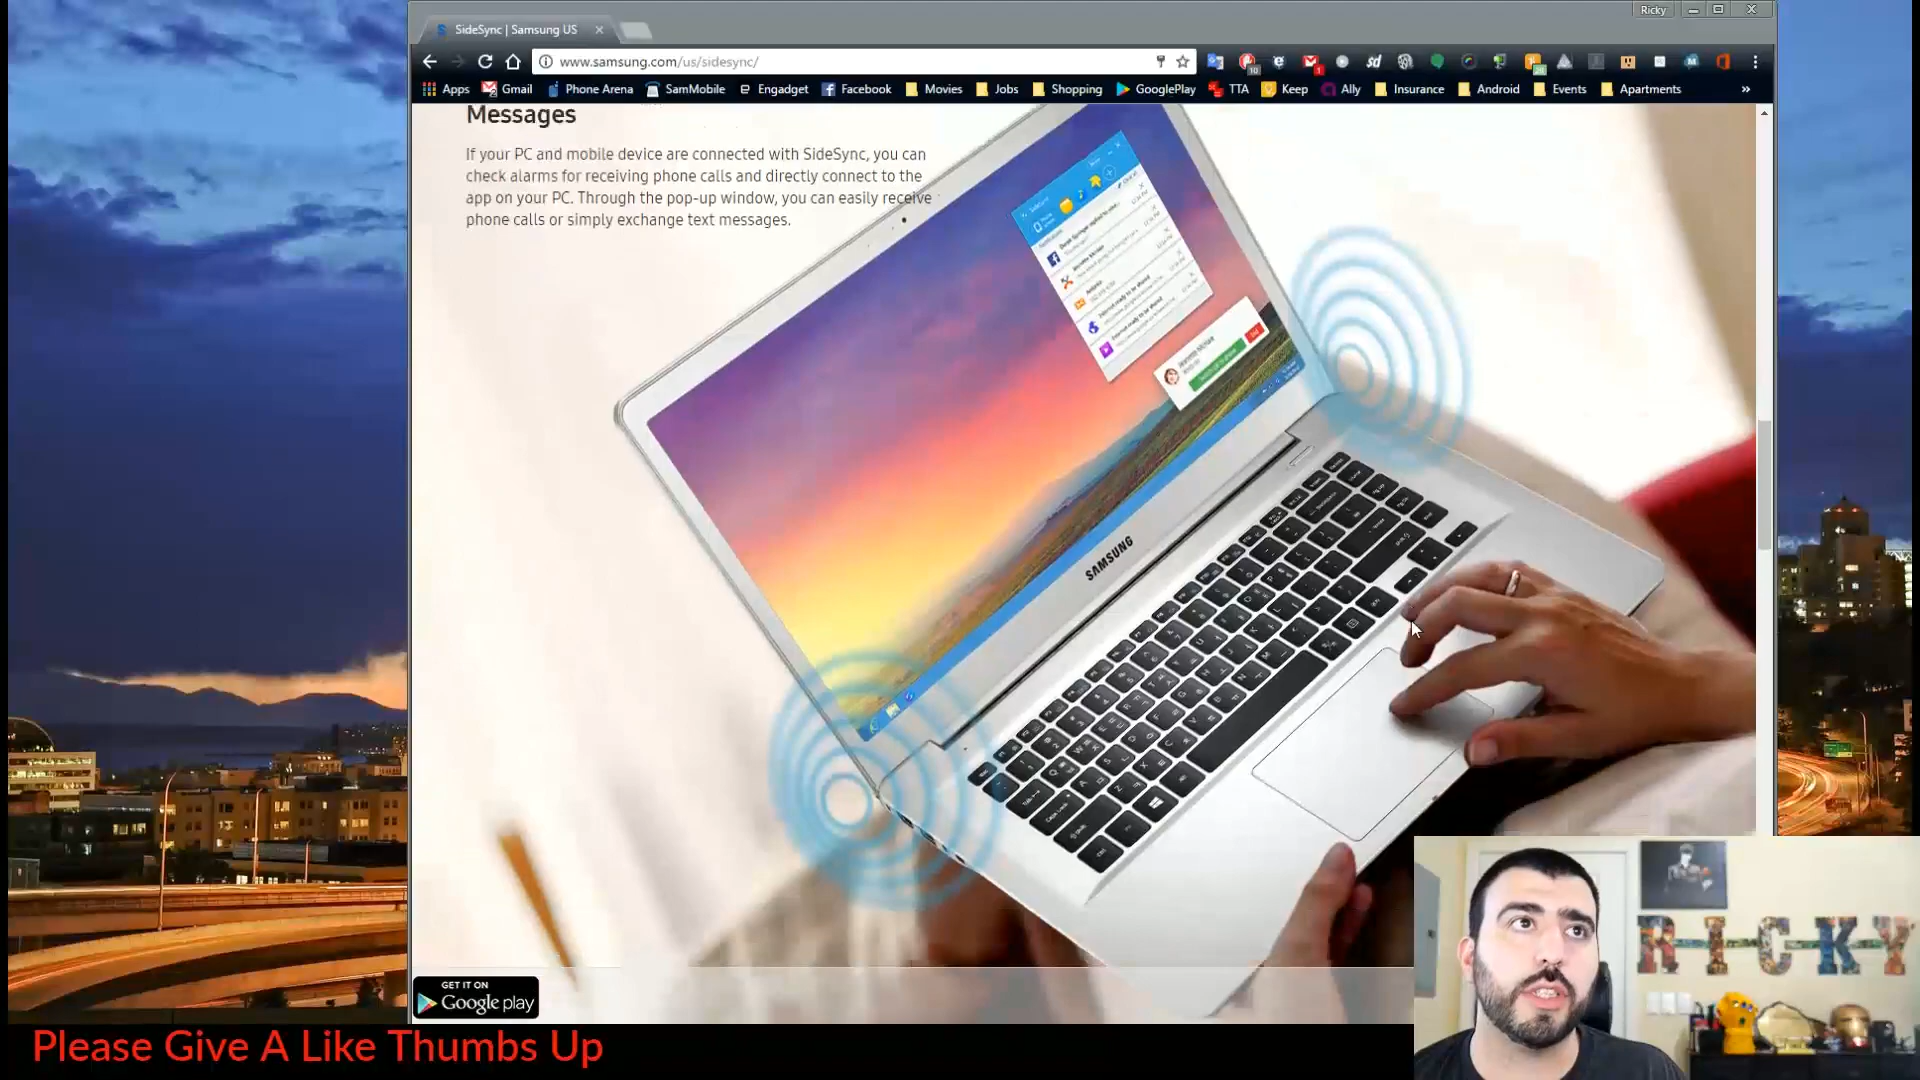 Ricky
SideSync | Samsung US
www.samsung.com/us/sidesync/
Apps Gmail Phone Arena SamMobile Engadget Facebook Movies Jobs Shopping GooglePlay TTA Keep Ally Insurance Android Events Apartments »
Messages
If your PC and mobile device are connected with SideSync, you can
check alarms for receiving phone calls and directly connect to the
app on your PC. Through the pop-up window, you can easily receive
phone calls or simply exchange text messages.
SAMSUNG
GET IT ON
Google play
RICKY
Please Give A Like Thumbs Up